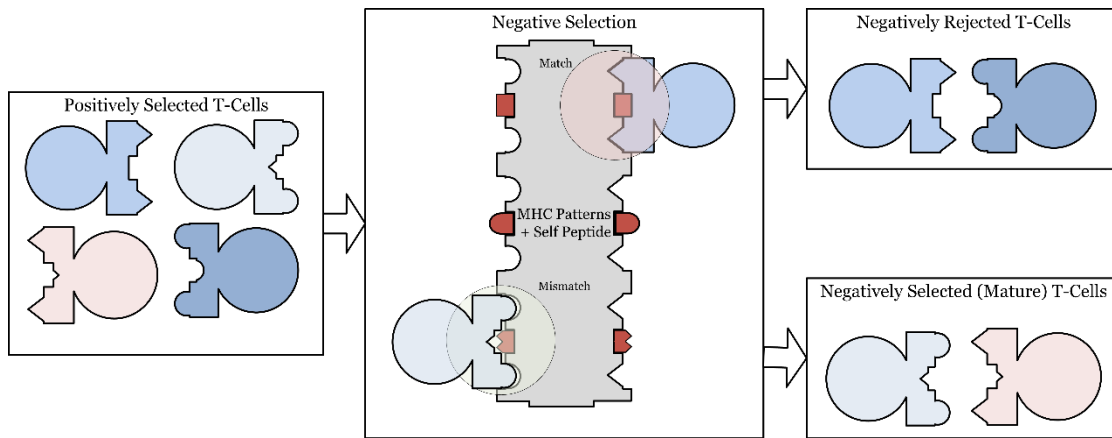 Positively Selected T-Cells
Negative Selection
Match
MHC Patterns
+ Self Peptide
Mismatch
Negatively Rejected T-Cells
Negatively Selected (Mature) T-Cells